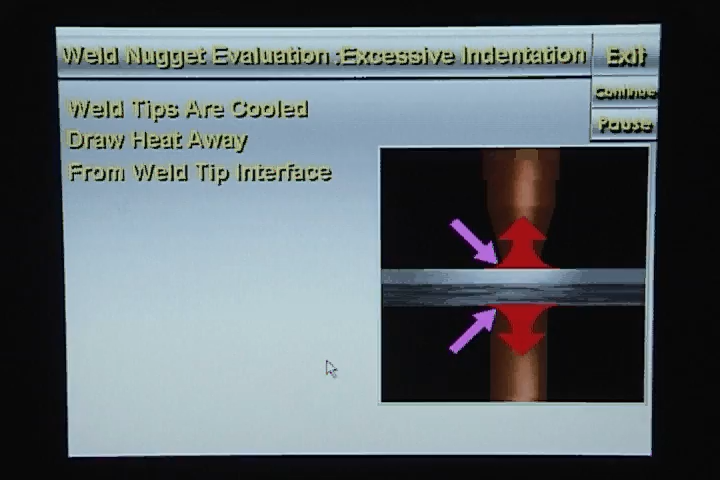 Weld Nugget Evaluation :Excessive Indentation
Exit
Continue
Pause
Weld Tips Are Cooled
Draw Heat Away
From Weld Tip Interface